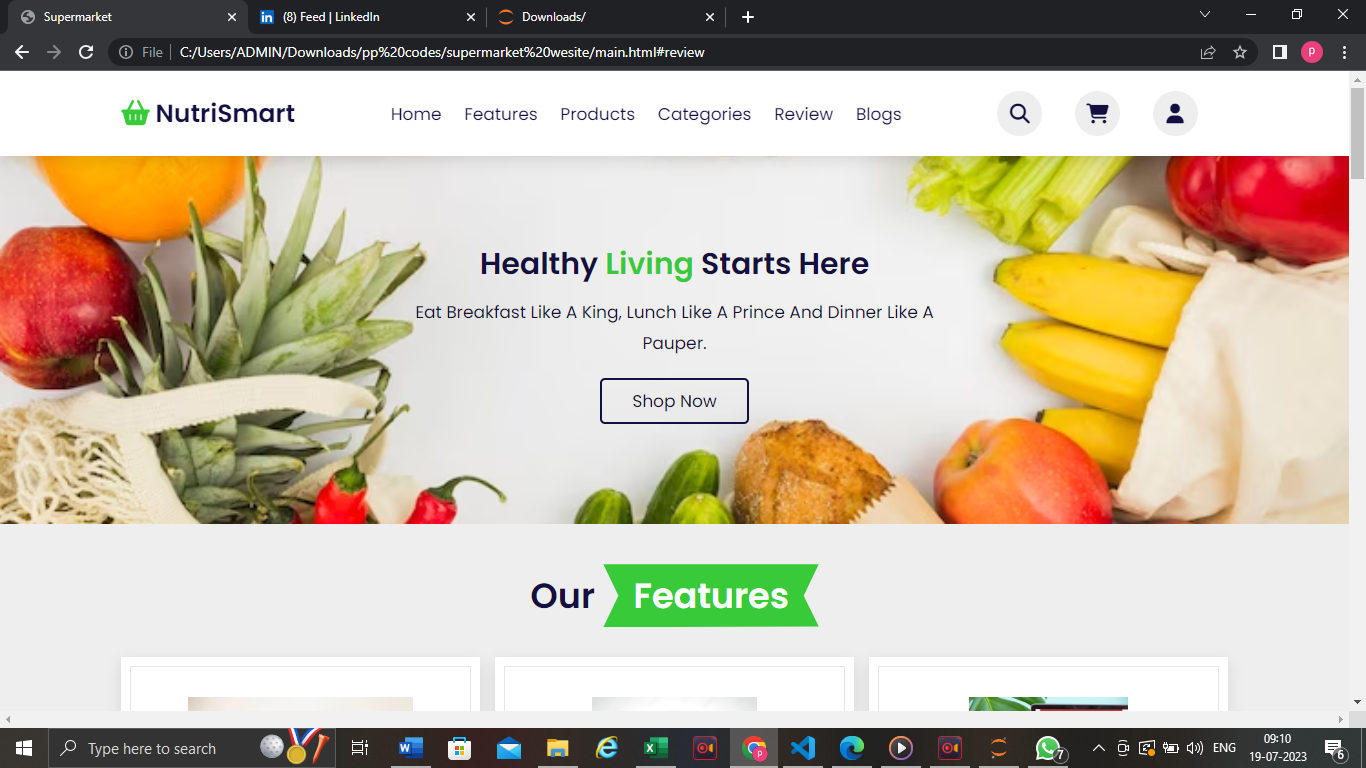 Supermarket
(8) Feed | LinkedIn
Downloads/
File
C:/Users/ADMIN/Downloads/pp%20codes/supermarket%20wesite/main.html#review
P
NutriSmart
Home Features Products Categories Review Blogs
Healthy Living Starts Here
Eat Breakfast Like A King, Lunch Like A Prince And Dinner Like A
Pauper.
Shop Now
Our Features
Type here to search
7
ENG
09:10
19-07-2023
6